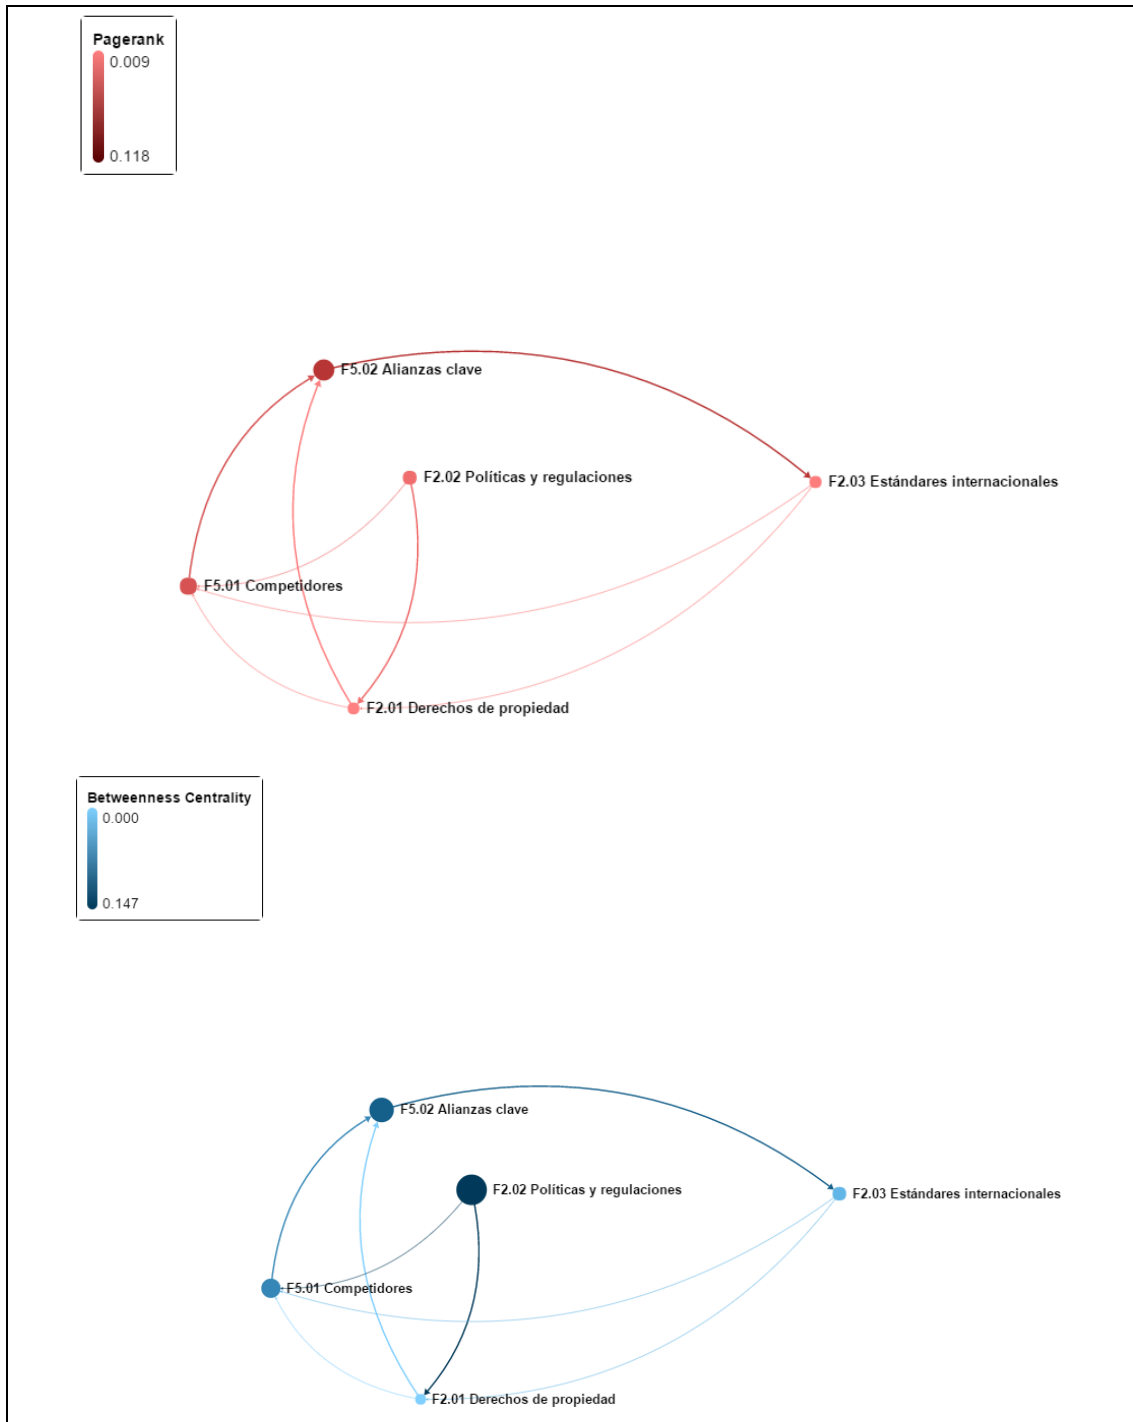 Pagerank
0.009
0.118
F5.02 Alianzas clave
F2.02 Políticas y regulaciones
F2.03 Estándares internacionales
F5.01 Competidores
F2.01 Derechos de propiedad
Betweenness Centrality
0.000
0.147
F5.02 Alianzas clave
F2.02 Políticas y regulaciones
F2.03 Estándares internacionales
F5.01 Competidores
F2.01 Derechos de propiedad